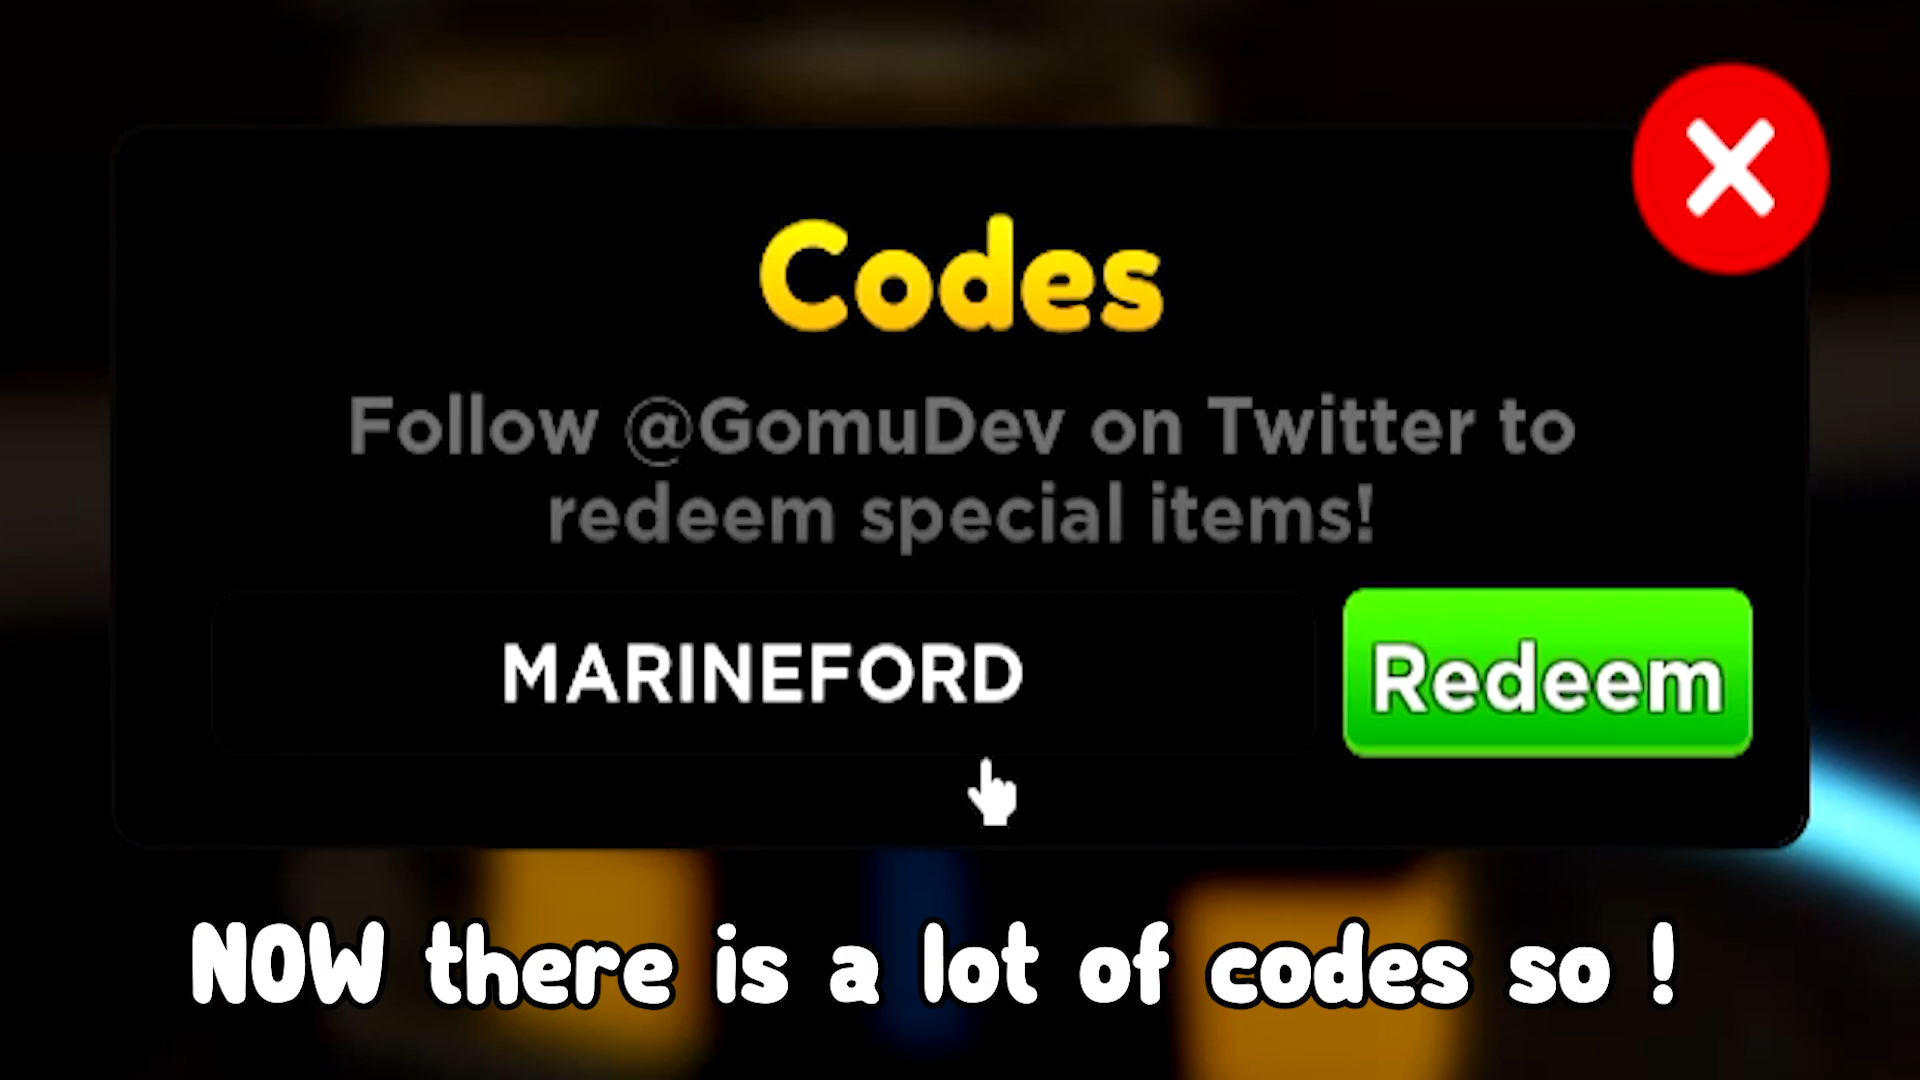 Codes
Follow @GomuDev on Twitter to
redeem special items!
MARINEFORD
Redeem
NOW there is a lot of codes so !